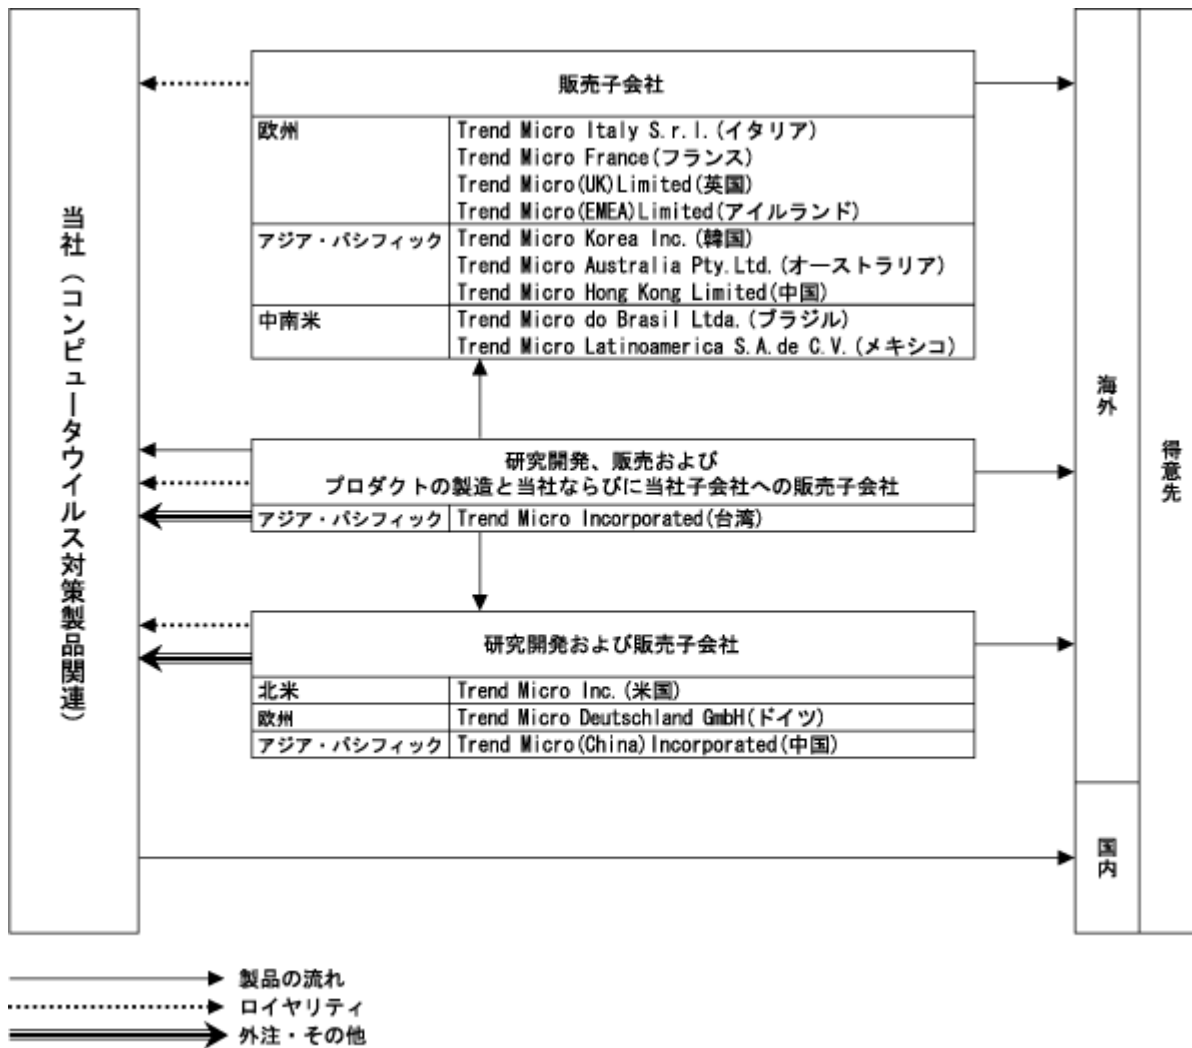 当社（コンピュータウイルス対策製品関連）
販売子会社
欧州
Trend Micro Italy S.r.l.(イタリア)
Trend Micro France(フランス)
Trend Micro(UK)Limited(英国)
Trend Micro(EMEA)Limited(アイルランド)
アジア・パシフィック
Trend Micro Korea Inc.(韓国)
Trend Micro Australia Pty.Ltd.(オーストラリア)
Trend Micro Hong Kong Limited(中国)
中南米
Trend Micro do Brasil Ltda.(ブラジル)
Trend Micro Latinoamerica S.A.de C.V.(メキシコ)
研究開発、販売および
プロダクトの製造と当社ならびに当社子会社への販売子会社
アジア・パシフィック
Trend Micro Incorporated(台湾)
研究開発および販売子会社
北米
Trend Micro Inc.(米国)
欧州
Trend Micro Deutschland GmbH(ドイツ)
アジア・パシフィック
Trend Micro(China)Incorporated(中国)
海外
国内
得意先
製品の流れ
ロイヤリティ
外注・その他